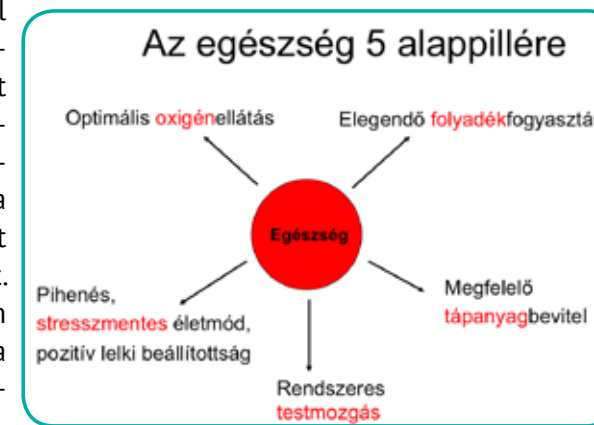 Az egészség 5 alappillére
Optimális oxigénellátás
Elegendő folyadékfogyasztá
Egészség
Megfelelő
tápanyagbevitel
Pihenés,
stresszmentes életmód,
pozitív lelki beállítottság
Rendszeres
testmozgás